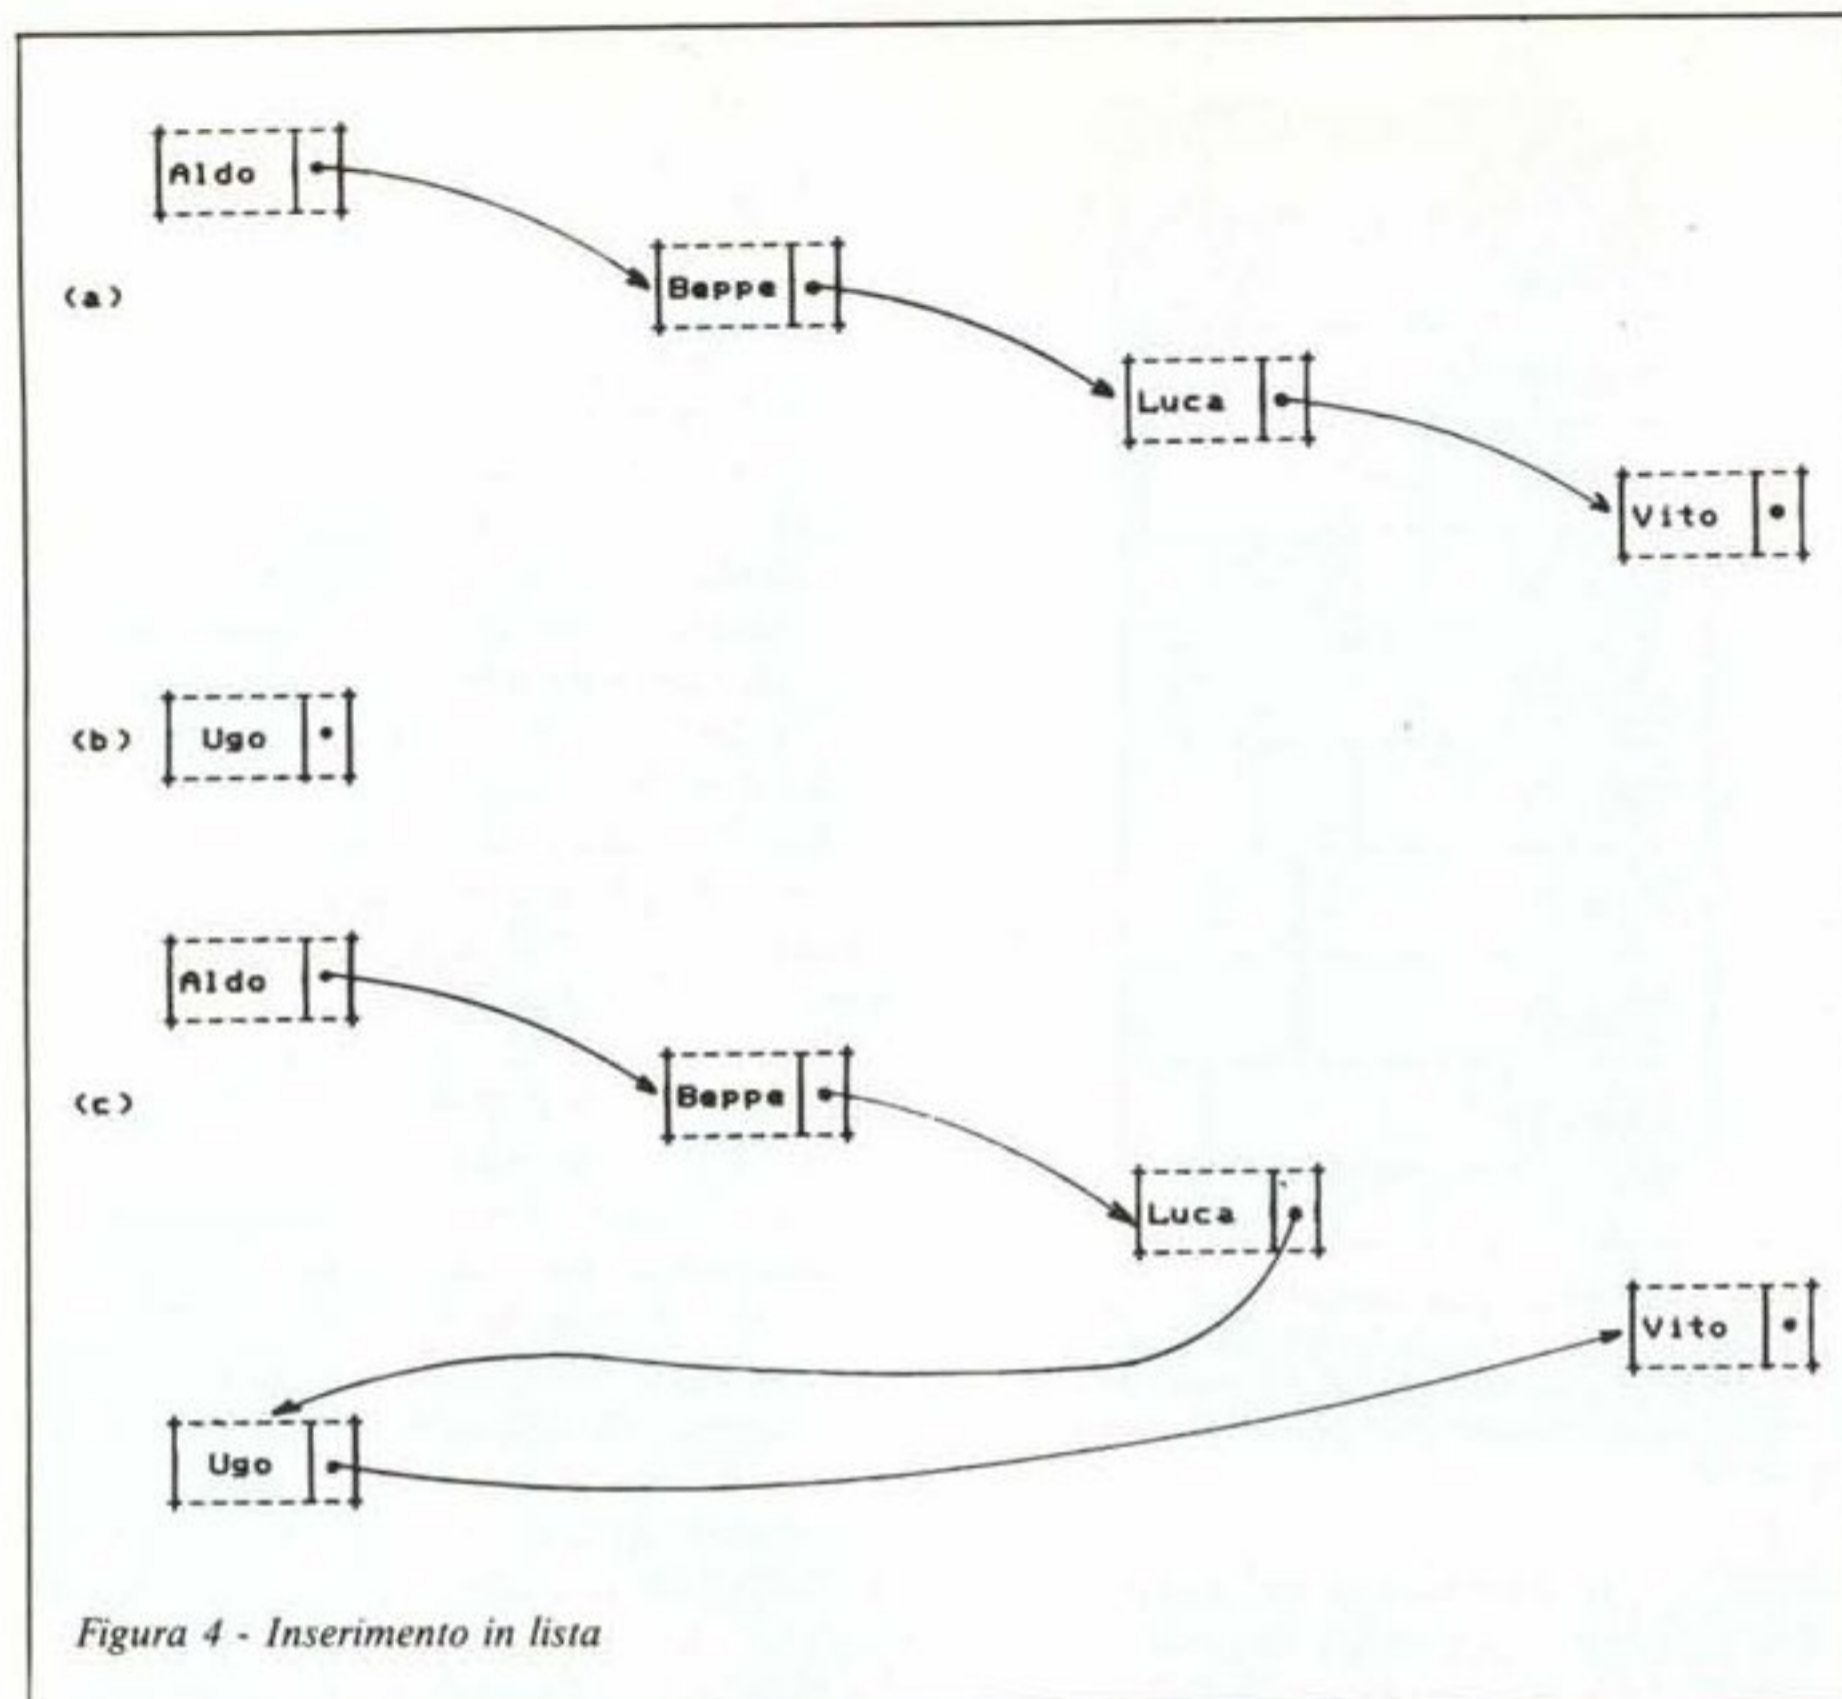 Aldo
(a)
Beppe
Luca
Vito
(b) Ugo
Aldo
(c)
Beppe
Luca
Vito
Ugo
Figura 4 - Inserimento in lista